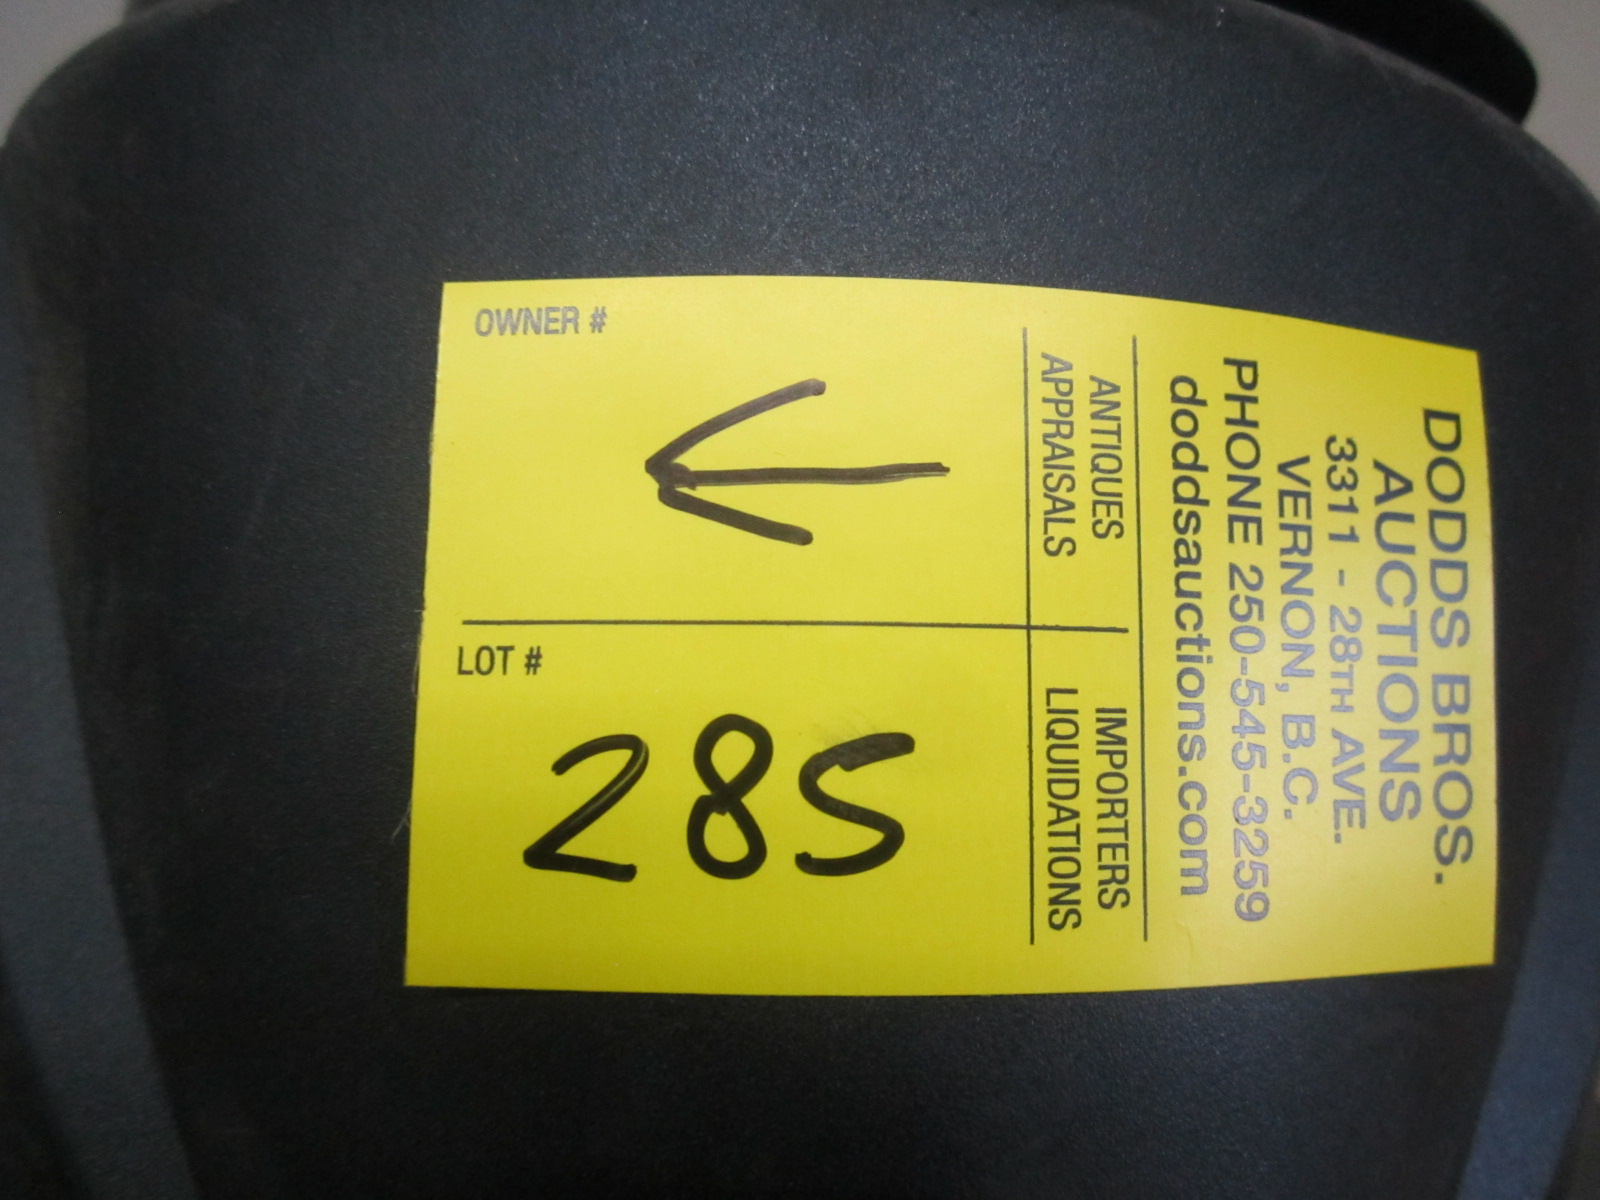 DODDS BROS.
AUCTIONS
3311 - 28TH AVE.
VERNON, B.C.
PHONE 250-545-3259
doddsauctions.com
ANTIQUES
APPRAISALS
IMPORTERS
LIQUIDATIONS
OWNER #
LOT #
285